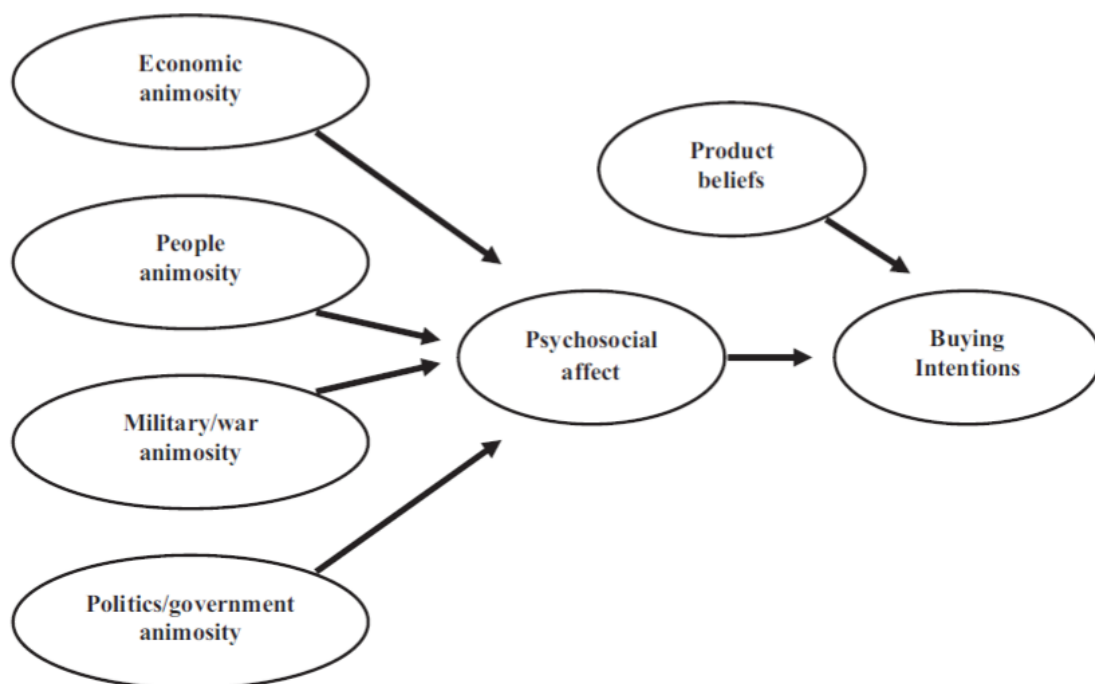 Economic
animosity
Product
beliefs
People
animosity
Psychosocial
affect
Buying
Intentions
Military/war
animosity
Politics/government
animosity